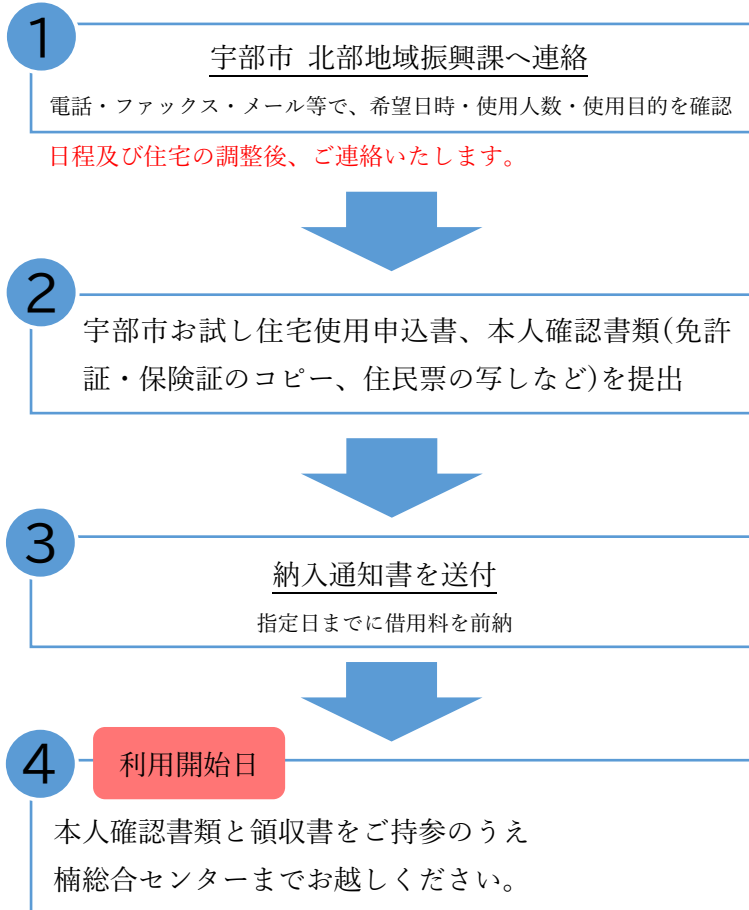 1
宇部市 北部地域振興課へ連絡
電話・ファックス・メール等で、希望日時・使用人数・使用目的を確認
日程及び住宅の調整後、ご連絡いたします。
2
宇部市お試し住宅使用申込書、本人確認書類(免許
証・保険証のコピー、住民票の写しなど)を提出
3
納入通知書を送付
指定日までに借用料を前納
4
利用開始日
本人確認書類と領収書をご持参のうえ
楠総合センターまでお越しください。